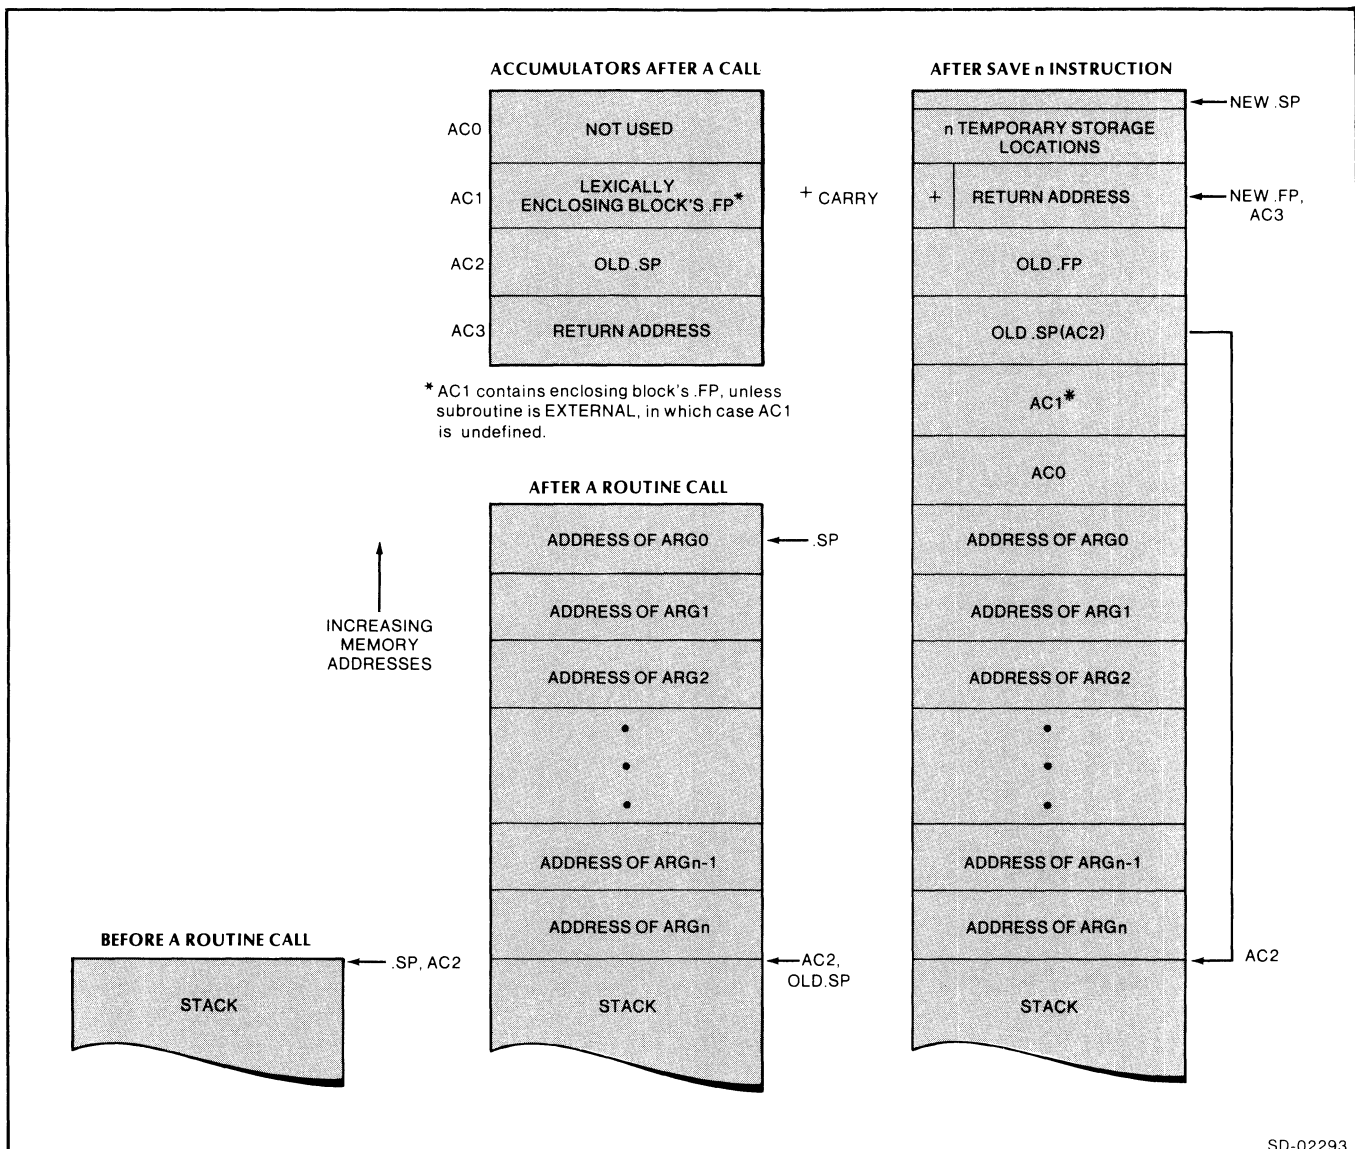 ACCUMULATORS AFTER A CALL
AC0
NOT USED
AC1
LEXICALLY
ENCLOSING BLOCK'S .FP*
AC2
OLD .SP
AC3
RETURN ADDRESS
* AC1 contains enclosing block's .FP, unless
subroutine is EXTERNAL, in which case AC1
is undefined.
+ CARRY
AFTER SAVE n INSTRUCTION
NEW .SP
n TEMPORARY STORAGE
LOCATIONS
+
RETURN ADDRESS
NEW .FP,
AC3
OLD .FP
OLD .SP(AC2)
AC1*
AC0
ADDRESS OF ARG0
ADDRESS OF ARG1
ADDRESS OF ARG2
ADDRESS OF ARGn-1
ADDRESS OF ARGn
AC2
STACK
AFTER A ROUTINE CALL
ADDRESS OF ARG0
.SP
ADDRESS OF ARG1
ADDRESS OF ARG2
ADDRESS OF ARGn-1
ADDRESS OF ARGn
AC2,
OLD.SP
STACK
INCREASING
MEMORY
ADDRESSES
BEFORE A ROUTINE CALL
.SP, AC2
STACK
SD-02293